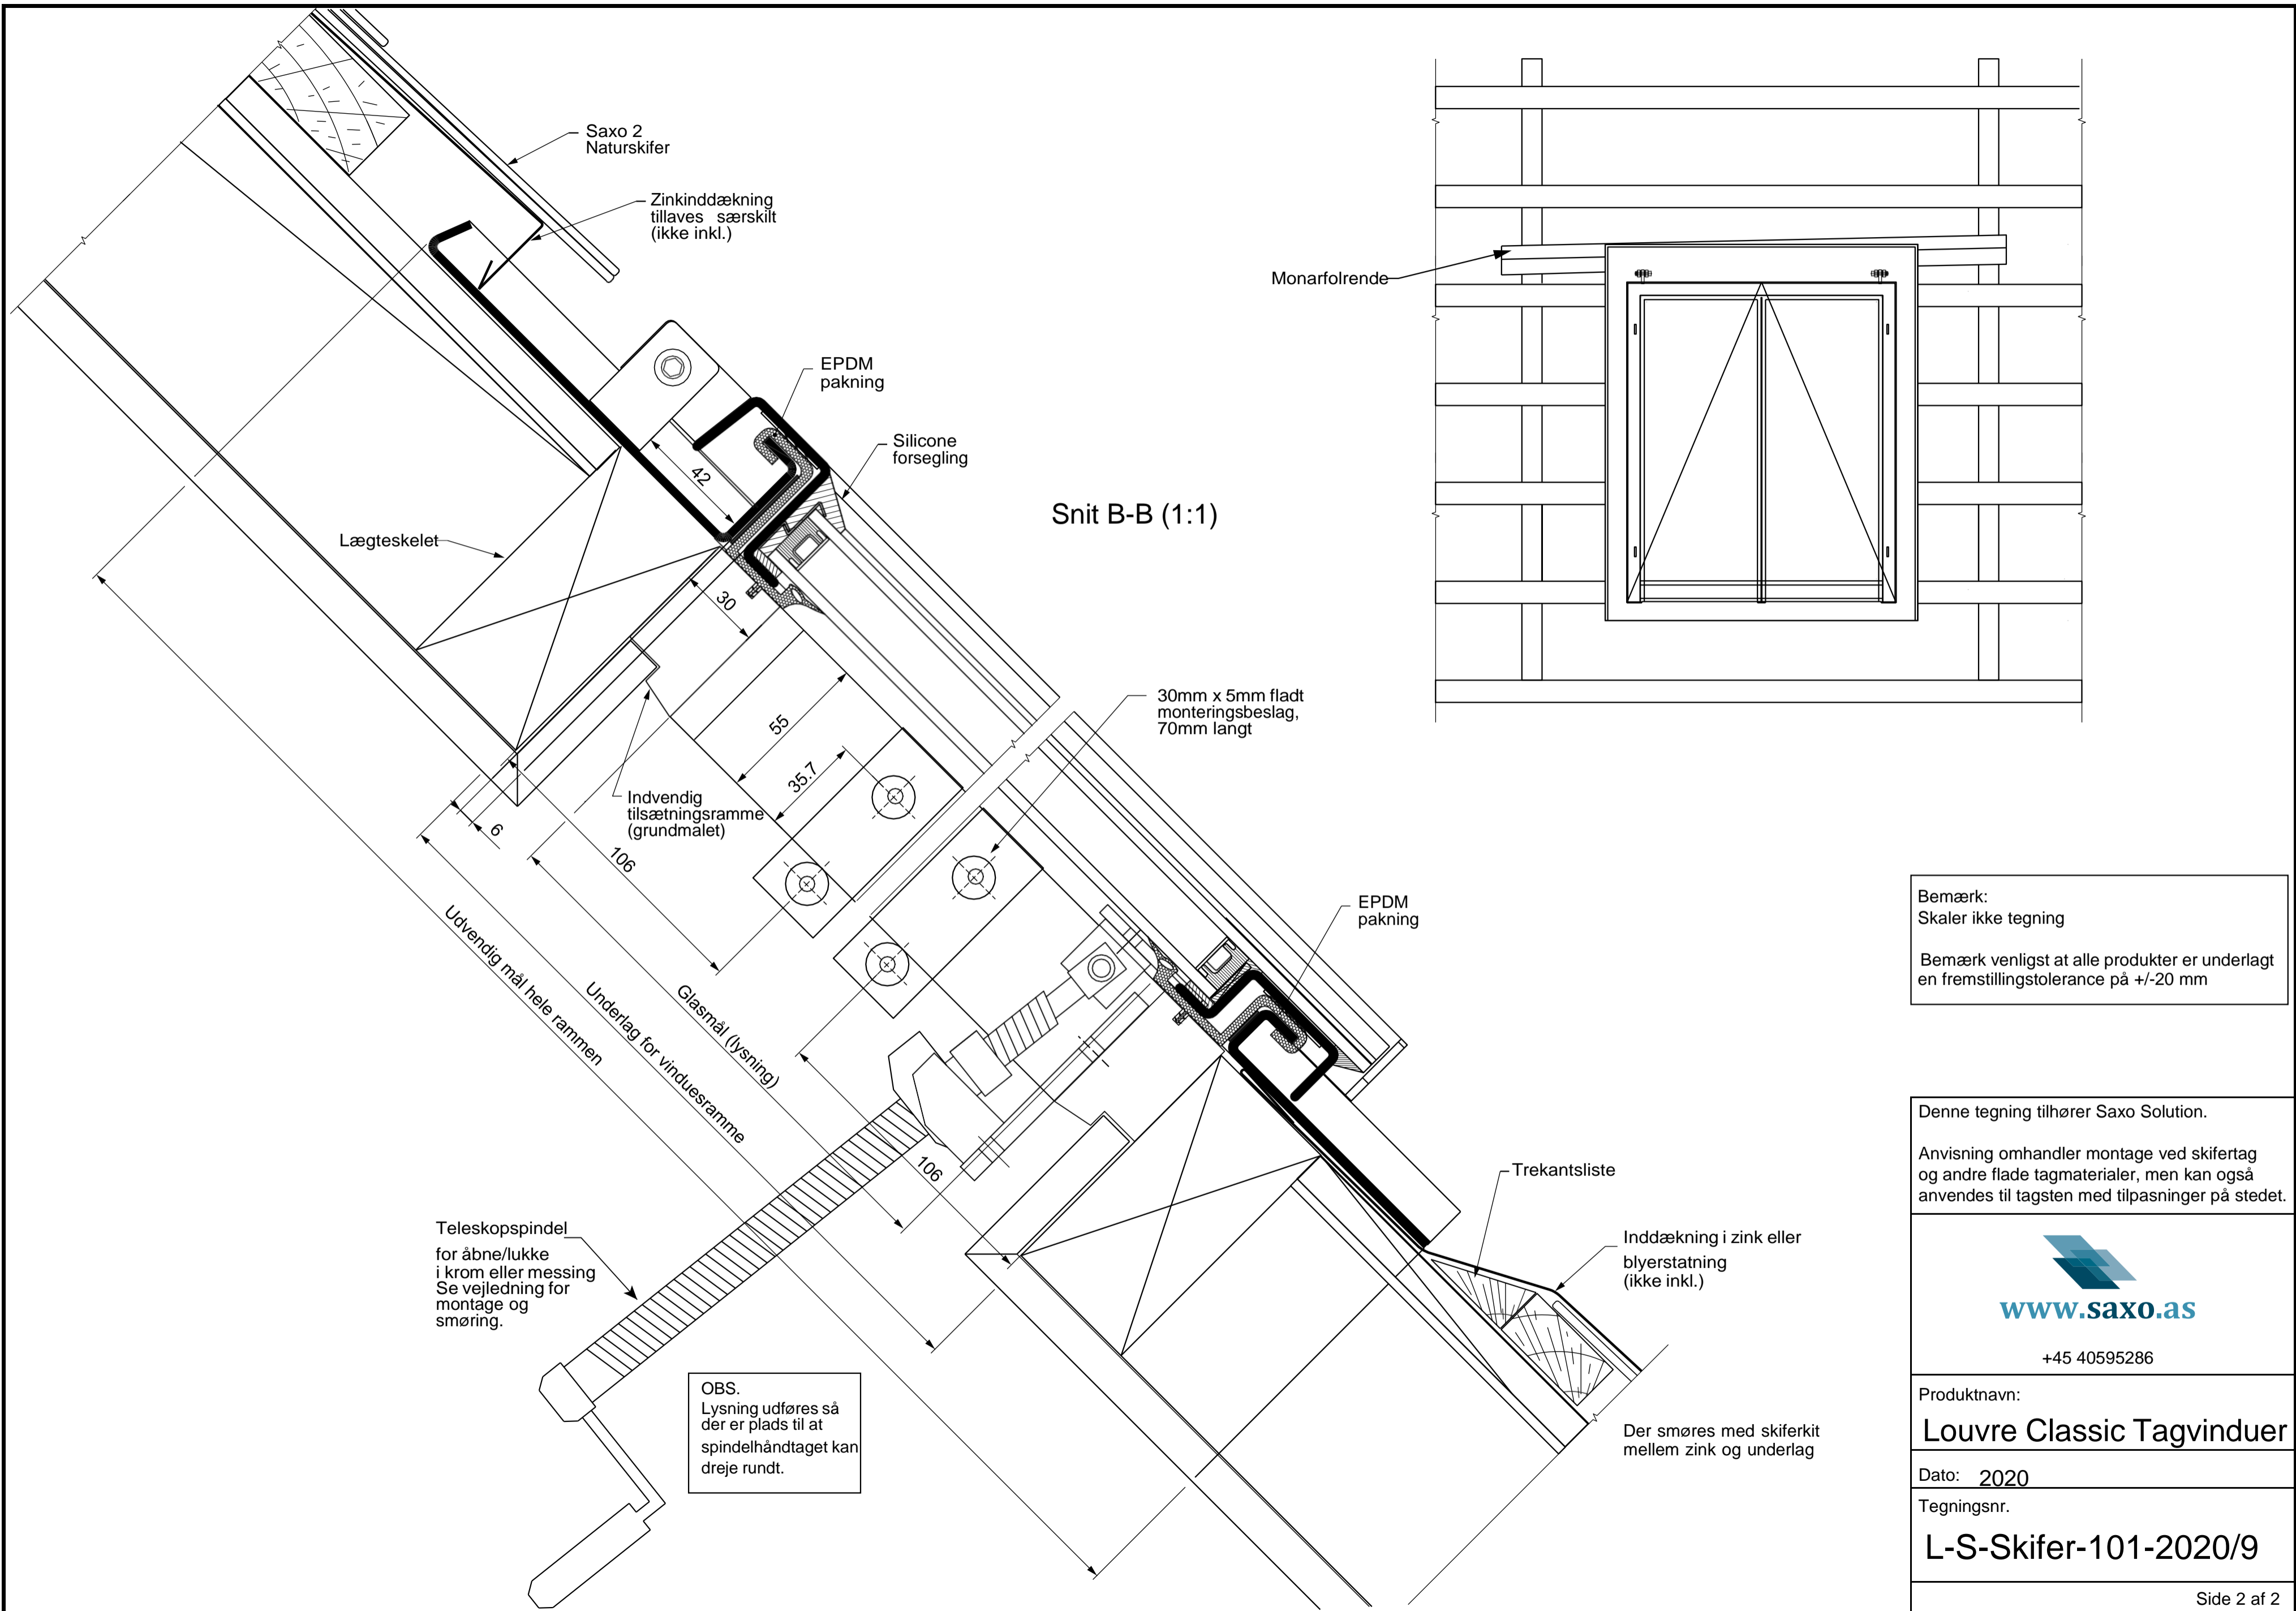 Saxo 2
Naturskifer
Zinkinddækning
tillaves særskilt
(ikke inkl.)
EPDM
pakning
Silicone
forsegling
Snit B-B (1:1)
Monarfolrende
Lægteskelet
42
30
55
35.7
30mm x 5mm fladt
monteringsbeslag,
70mm langt
Indvendig
tilsætningsramme
(grundmalet)
6
106
Udvendig mål hele rammen
Underlag for vinduesramme
Glasmål (lysning)
106
EPDM
pakning
Trekantsliste
Inddækning i zink eller
blyerstatning
(ikke inkl.)
Teleskopspindel
for åbne/lukke
i krom eller messing
Se vejledning for
montage og
smøring.
OBS.
Lysning udføres så
der er plads til at
spindelhåndtaget kan
dreje rundt.
Der smøres med skiferkit
mellem zink og underlag
Bemærk:
Skaler ikke tegning
Bemærk venligst at alle produkter er underlagt
en fremstillingstolerance på +/-20 mm
Denne tegning tilhører Saxo Solution.
Anvisning omhandler montage ved skifertag
og andre flade tagmaterialer, men kan også
anvendes til tagsten med tilpasninger på stedet.
www.saxo.as
+45 40595286
Produktnavn:
Louvre Classic Tagvinduer
Dato: 2020
Tegningsnr.
L-S-Skifer-101-2020/9
Side 2 af 2